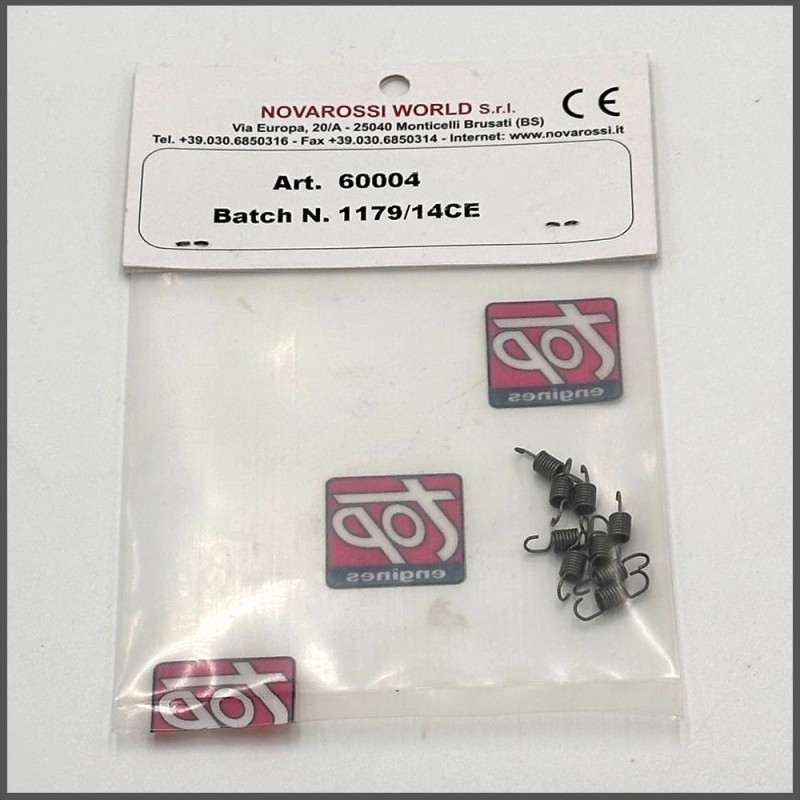 NOVAROSSI WORLD S.r.l.
CE
Via Europa, 20/A - 25040 Monticelli Brusati (BS)
Tel. +39.030.6850316 - Fax +39.030.6850314 - Internet: www.novarossi.it
Art. 60004
Batch N. 1179/14CE
top
engines
top
engines
top